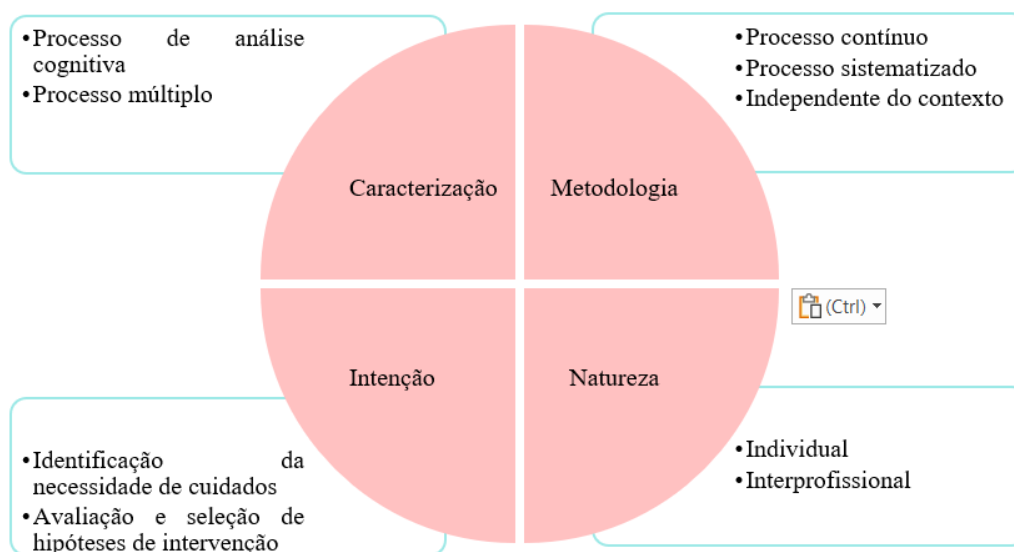 •Processo de análise
cognitiva
•Processo múltiplo
•Processo contínuo
•Processo sistematizado
•Independente do contexto
Caracterização
Metodologia
(Ctrl)
Intenção
Natureza
•Identificação da
necessidade de cuidados
•Avaliação e seleção de
hipóteses de intervenção
•Individual
•Interprofissional